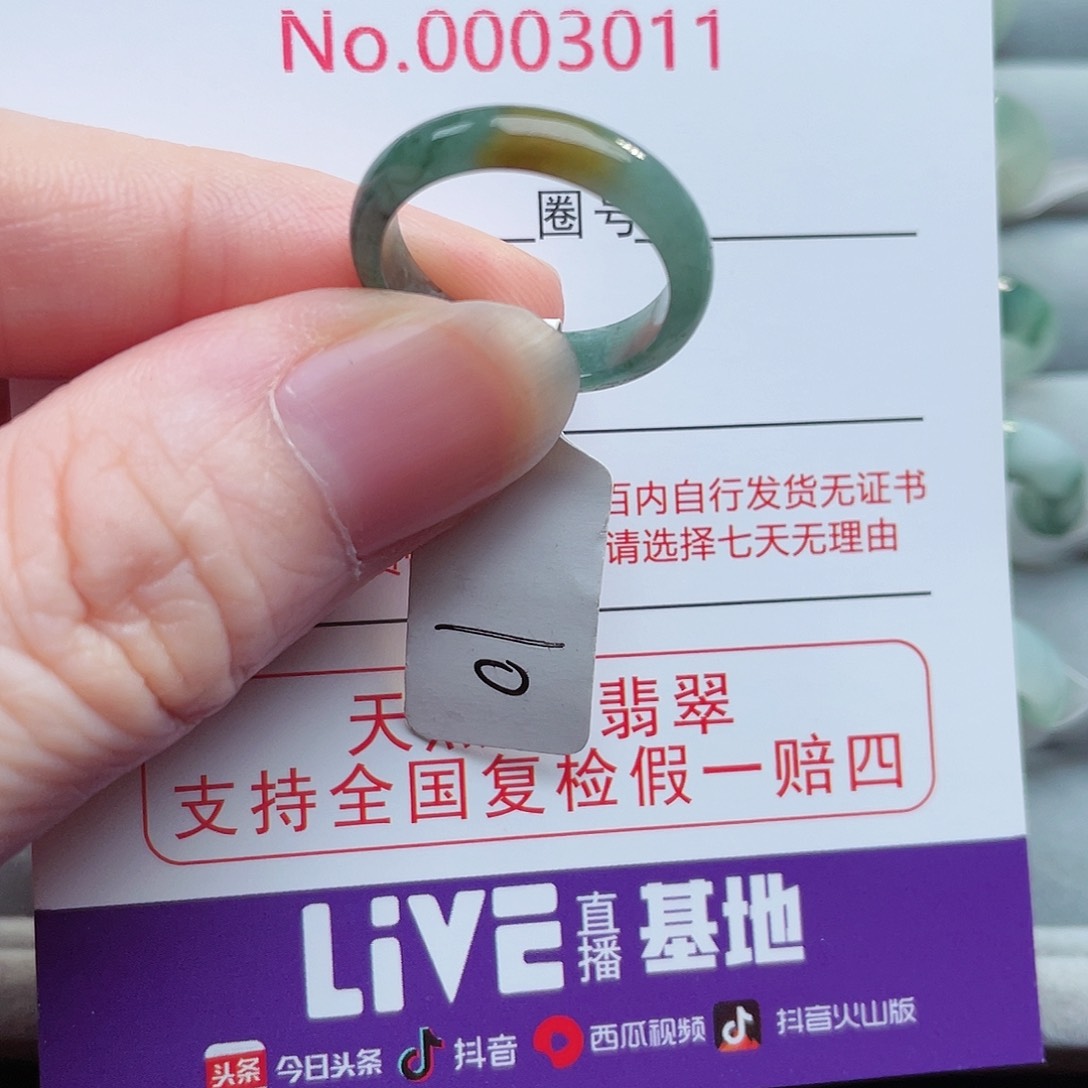 No.0003011
圈号
百内自行发货无证书
请选择七天无理由
天 翡翠
支持全国复检假一赔四
LiVE 直播 基地
头条 今日头条 抖音 西瓜视频 抖音火山版